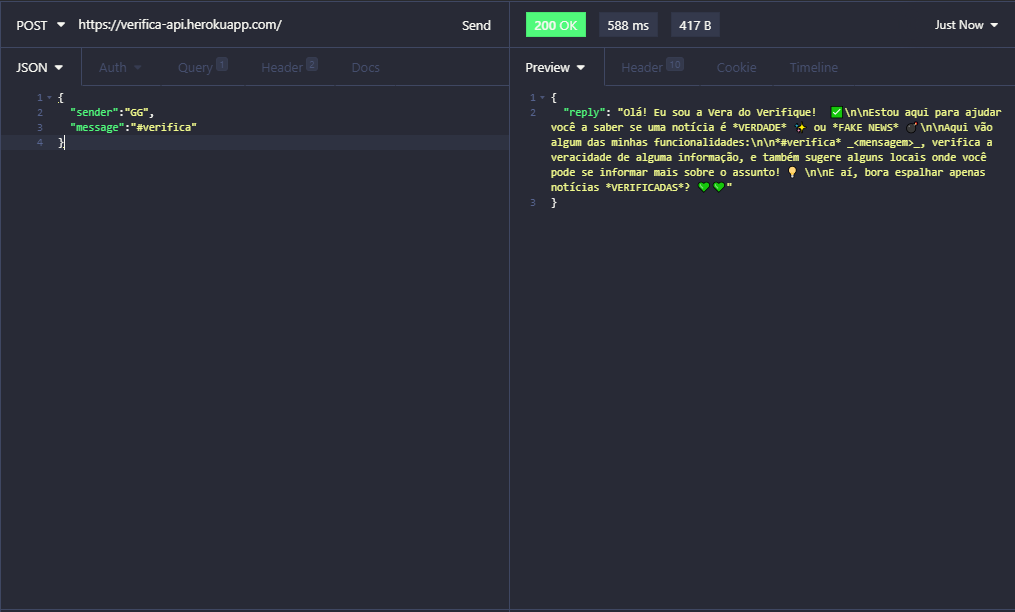 POST https://verifica-api.herokuapp.com/ Send
200 OK 588 ms 417 B Just Now
JSON Auth Query 1 Header 2 Docs
Preview Header 10 Cookie Timeline
1 {
2 "sender":"GG",
3 "message":"#verifica"
4 }
1 {
2 "reply": "Olá! Eu sou a Vera do Verifique! ✅\n\nEstou aqui para ajudar
você a saber se uma notícia é *VERDADE* ✨ ou *FAKE NEWS* 💣\n\nAqui vão
algum das minhas funcionalidades:\n\n*#verifica* _<mensagem>_, verifica a
veracidade de alguma informação, e também sugere alguns locais onde você
pode se informar mais sobre o assunto! 💡 \n\nE aí, bora espalhar apenas
notícias *VERIFICADAS*? 💚💚"
3 }